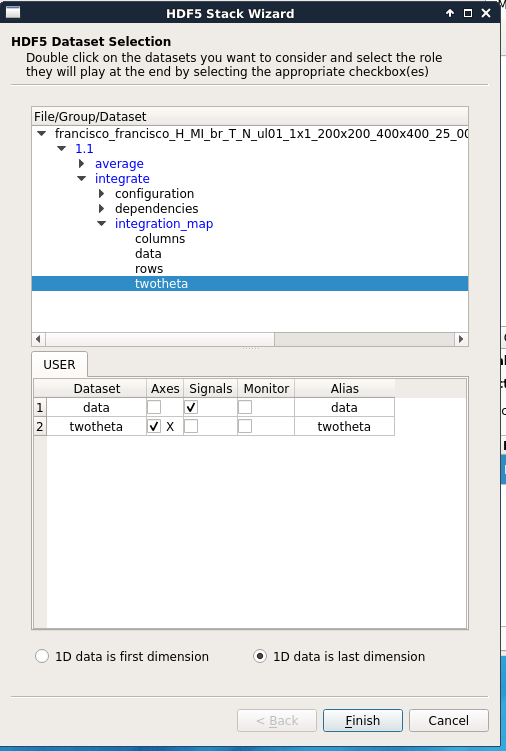 HDF5 Stack Wizard
HDF5 Dataset Selection
Double click on the datasets you want to consider and select the role
they will play at the end by selecting the appropriate checkbox(es)
File/Group/Dataset
francisco_francisco_H_MI_br_T_N_ul01_1x1_200x200_400x400_25_00
1.1
average
integrate
configuration
dependencies
integration_map
columns
data
rows
twotheta
USER
Dataset Axes Signals Monitor Alias
1 data data
2 twotheta X twotheta
1D data is first dimension 1D data is last dimension
< Back Finish Cancel